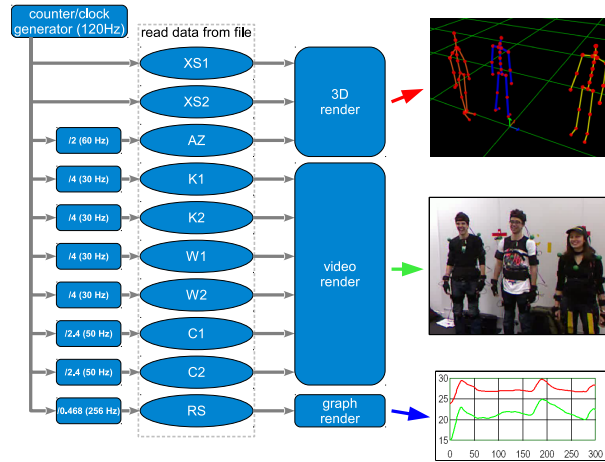 counter/clock
generator (120Hz)
read data from file
XS1
XS2
3D
render
/2 (60 Hz)
AZ
/4 (30 Hz)
K1
/4 (30 Hz)
K2
/4 (30 Hz)
W1
video
render
/4 (30 Hz)
W2
/2,4 (50 Hz)
C1
/2,4 (50 Hz)
C2
/0.468 (256 Hz)
RS
graph
render
30
25
20
15
0 50 100 150 200 250 300